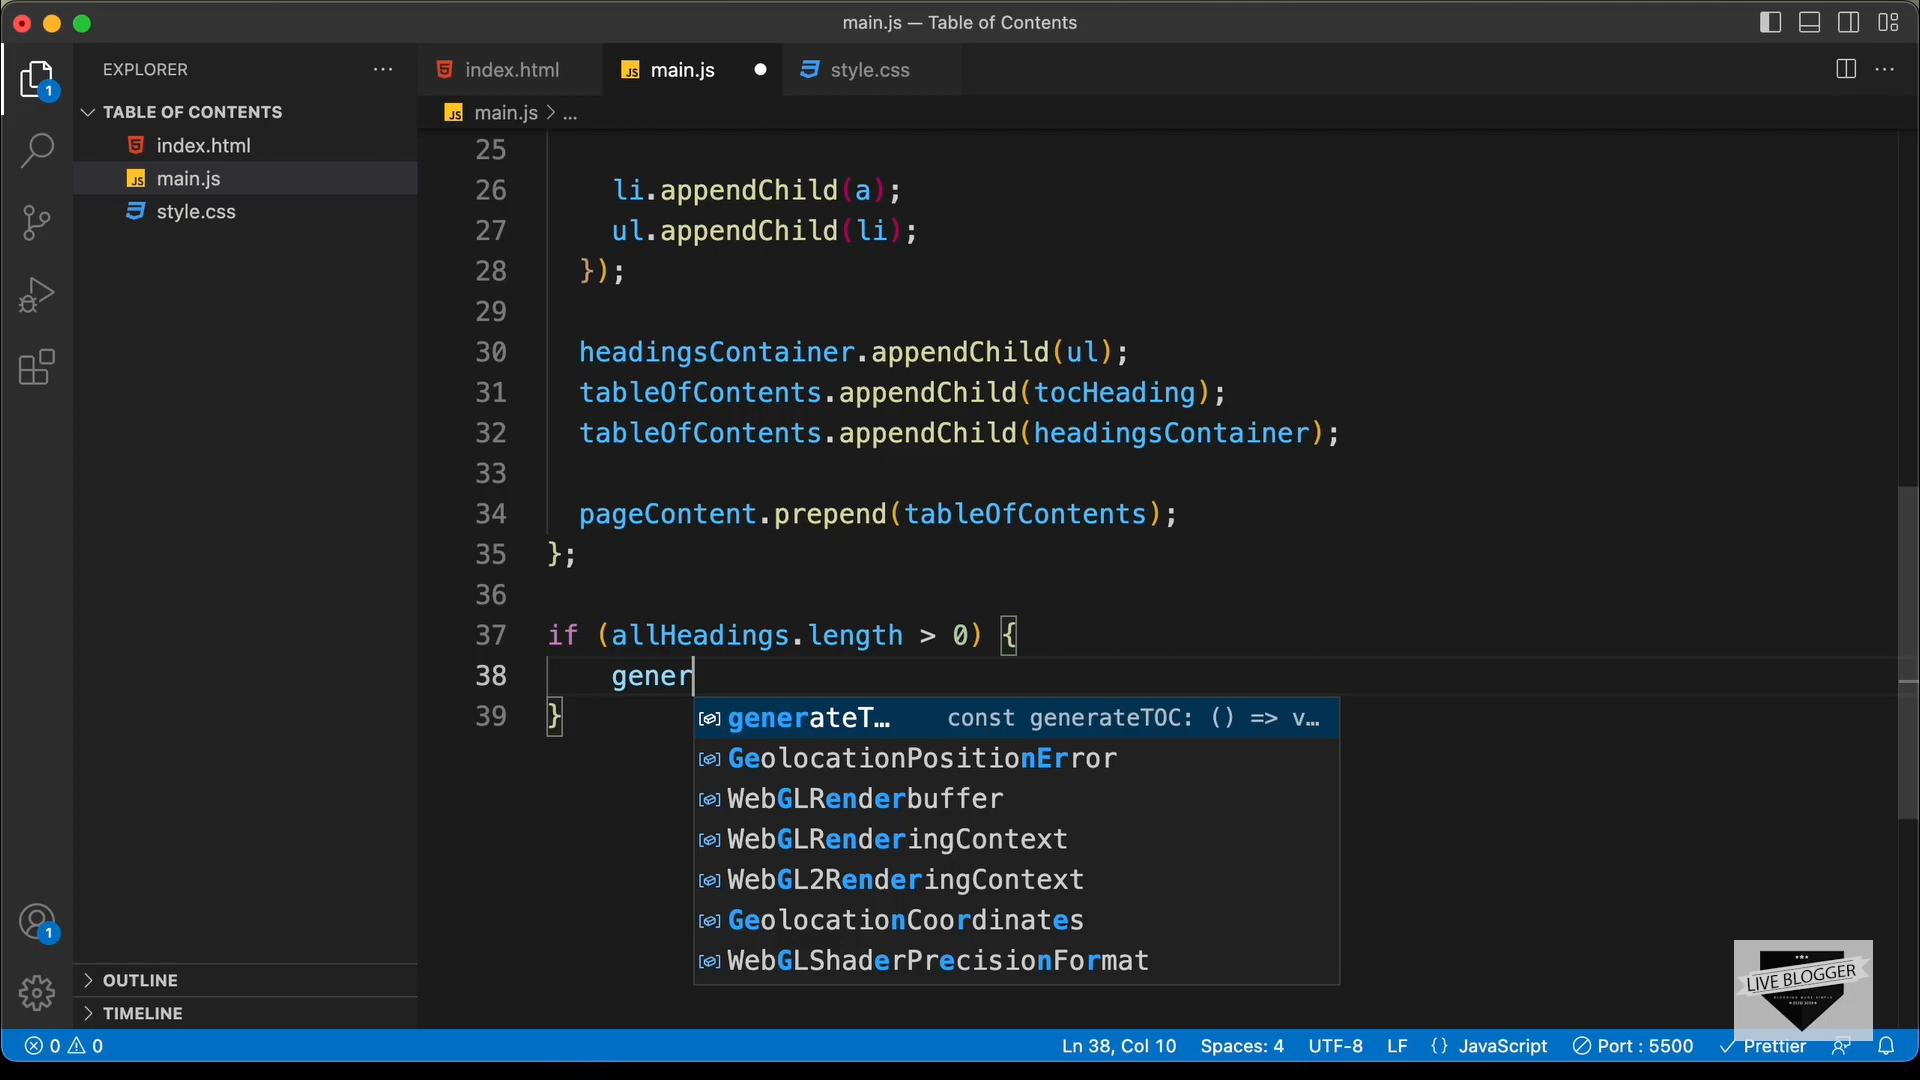 main.js — Table of Contents
EXPLORER
index.html
main.js
style.css
1
TABLE OF CONTENTS
main.js > ...
index.html
main.js
style.css
25
26 li.appendChild(a);
27 ul.appendChild(li);
28 });
29
30 headingsContainer.appendChild(ul);
31 tableOfContents.appendChild(tocHeading);
32 tableOfContents.appendChild(headingsContainer);
33
34 pageContent.prepend(tableOfContents);
35 };
36
37 if (allHeadings.length > 0) {
38 gener
39 }
generateT… const generateTOC: () => v…
GeolocationPositionError
WebGLRenderbuffer
WebGLRenderingContext
WebGL2RenderingContext
GeolocationCoordinates
WebGLShaderPrecisionFormat
1
OUTLINE
TIMELINE
LIVE BLOGGER
0 0 Ln 38, Col 10 Spaces: 4 UTF-8 LF {} JavaScript Port : 5500 Prettier